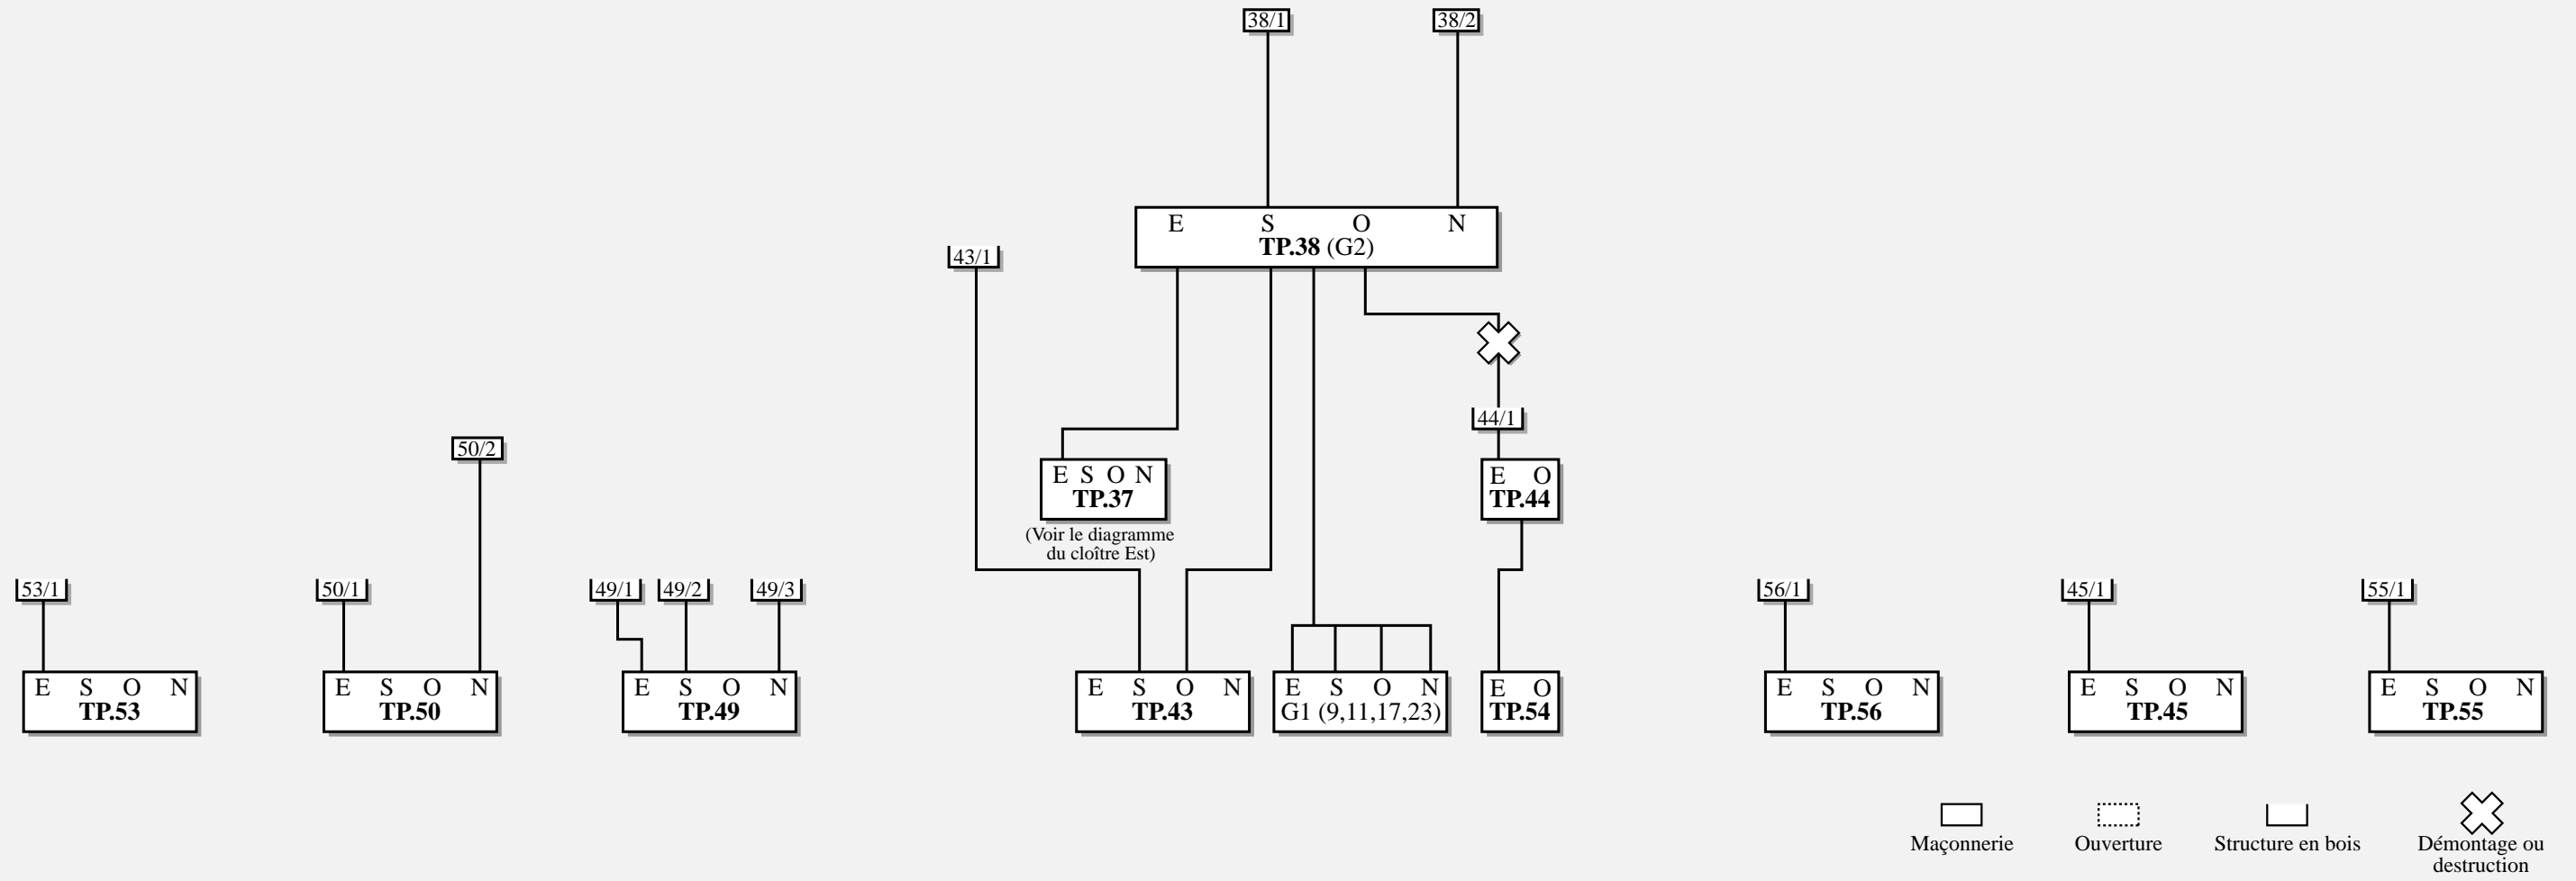 38/1
38/2
E S O N
TP.38 (G2)
43/1
44/1
50/2
E S O N
TP.37
(Voir le diagramme
du cloître Est)
E O
TP.44
53/1
50/1
49/1
49/2
49/3
56/1
45/1
55/1
E S O N
TP.53
E S O N
TP.50
E S O N
TP.49
E S O N
TP.43
E S O N
G1 (9,11,17,23)
E O
TP.54
E S O N
TP.56
E S O N
TP.45
E S O N
TP.55
Maçonnerie
Ouverture
Structure en bois
Démontage ou
destruction